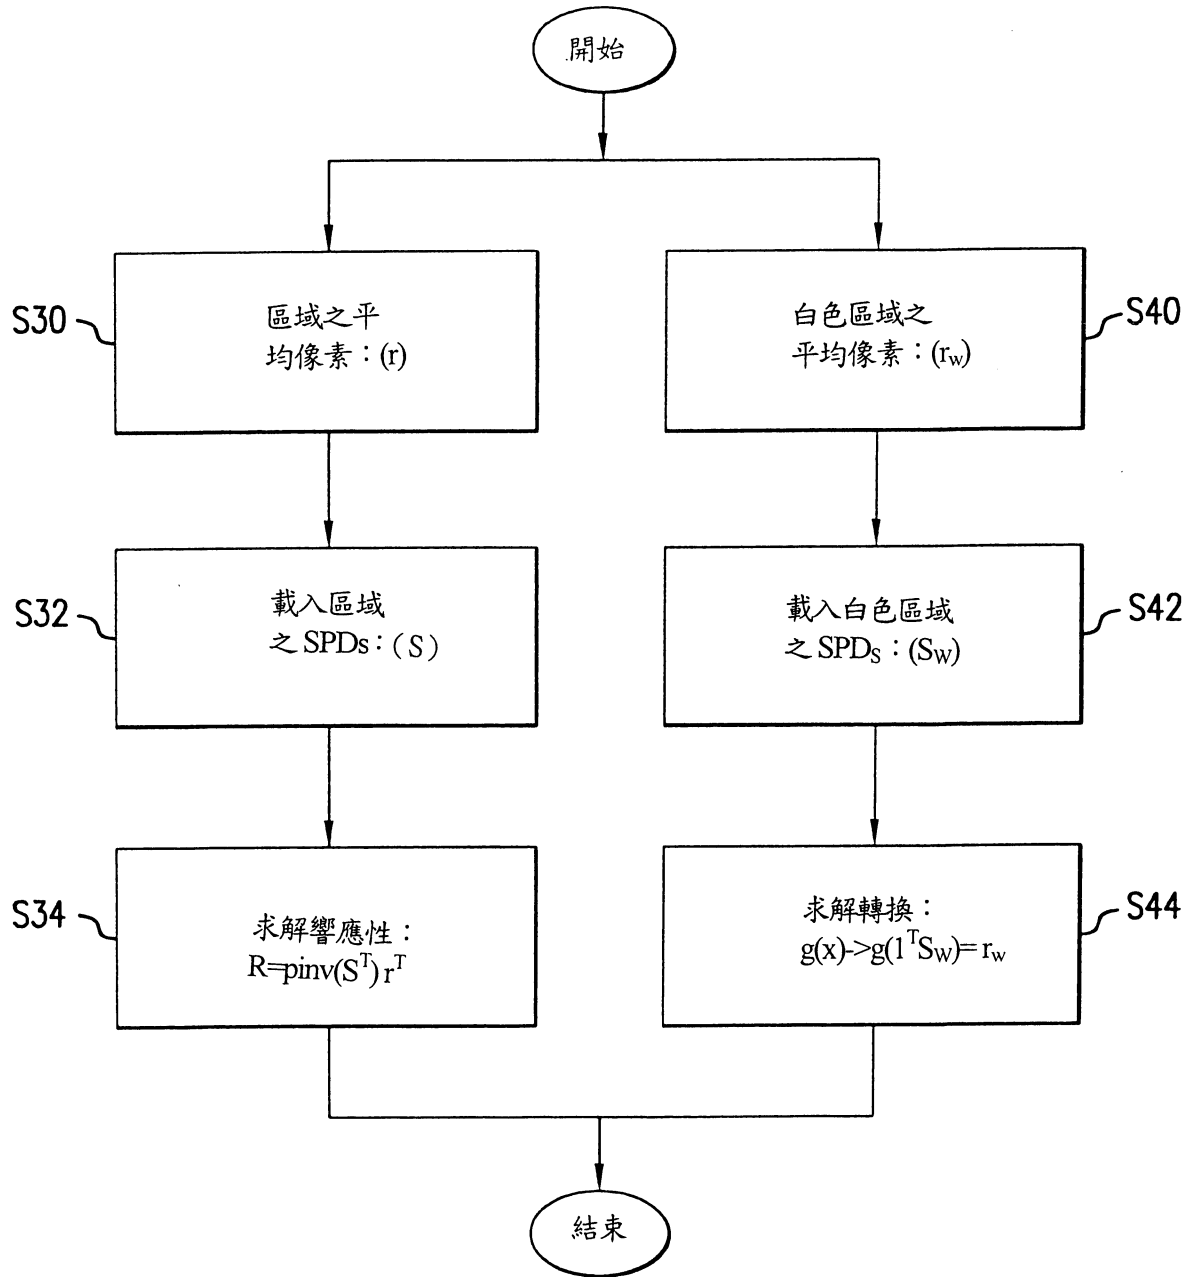 開始
S30
區域之平
均像素：(r)
S40
白色區域之
平均像素：(rw)
S32
載入區域
之SPDs：(S)
S42
載入白色區域
之SPDS：(SW)
S34
求解響應性：
R=pinv(S^T) r^T
S44
求解轉換：
g(x)->g(1^T SW)= rw
結束